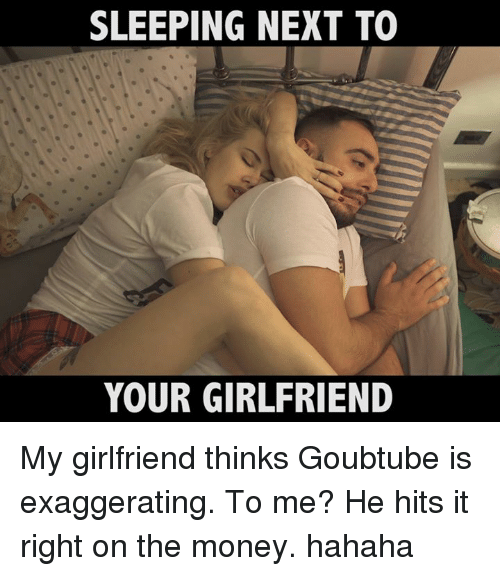 SLEEPING NEXT TO
YOUR GIRLFRIEND
My girlfriend thinks Goubtube is
exaggerating. To me? He hits it
right on the money. hahaha